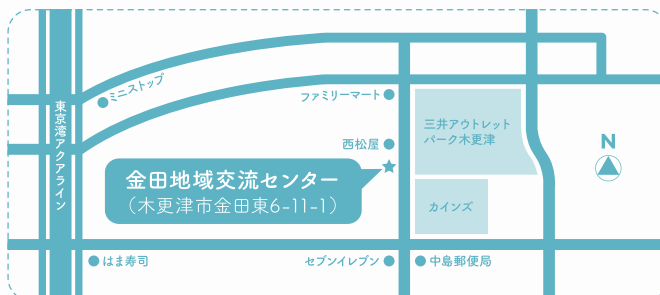 ミニストップ
ファミリーマート
東京湾アクアライン
三井アウトレット
パーク木更津
N
西松屋
金田地域交流センター
（木更津市金田東6-11-1）
カインズ
はま寿司
セブンイレブン
中島郵便局